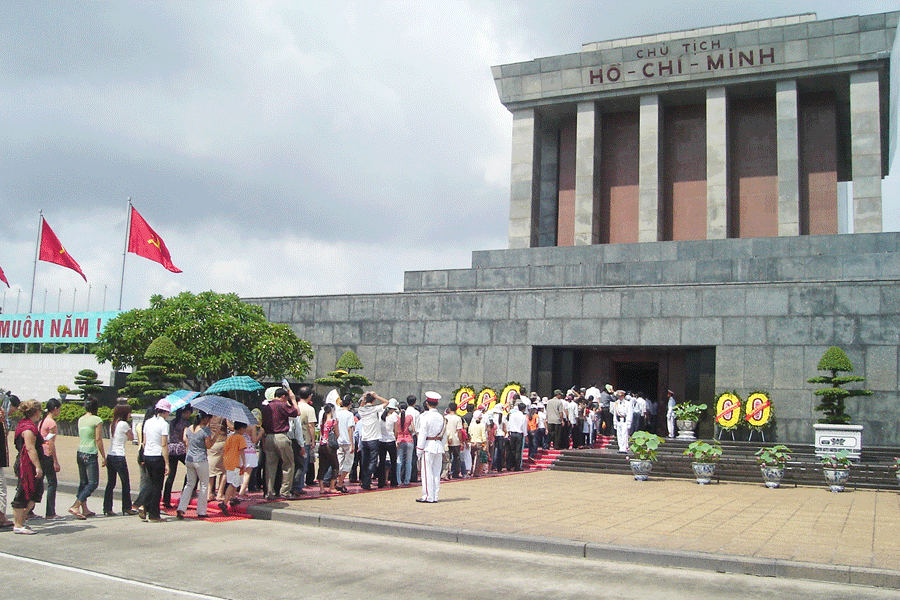 CHỦ TỊCH
HỒ-CHÍ-MINH
MUÔN NĂM !